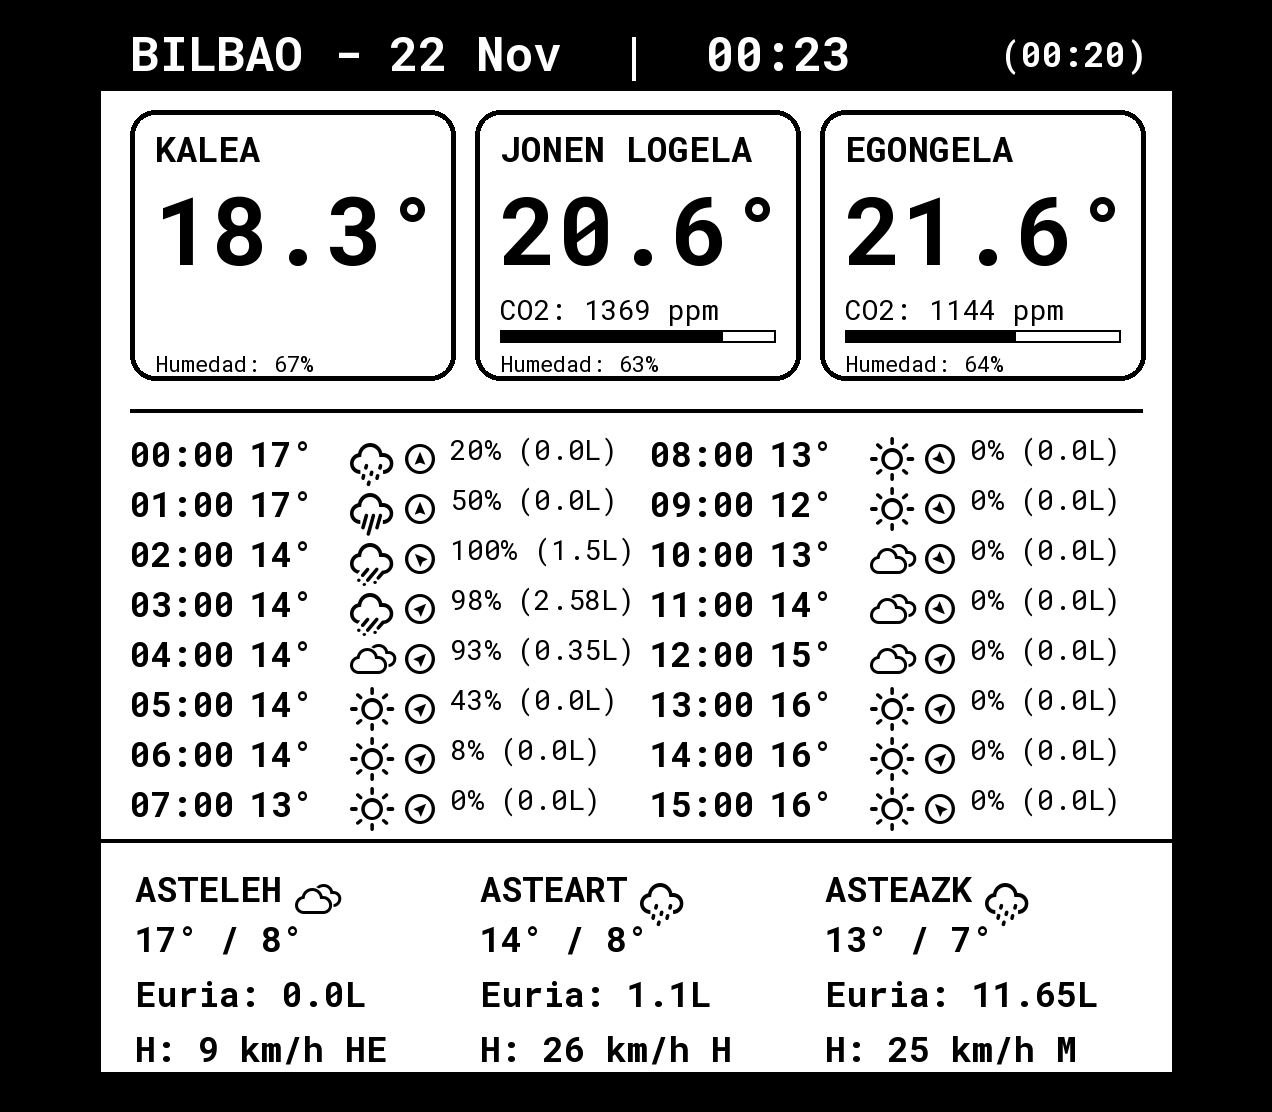 BILBAO - 22 Nov | 00:23 (00:20)
KALEA
18.3°
Humedad: 67%
JONEN LOGELA
20.6°
CO2: 1369 ppm
Humedad: 63%
EGONGELA
21.6°
CO2: 1144 ppm
Humedad: 64%
00:00 17° 20% (0.0L)
01:00 17° 50% (0.0L)
02:00 14° 100% (1.5L)
03:00 14° 98% (2.58L)
04:00 14° 93% (0.35L)
05:00 14° 43% (0.0L)
06:00 14° 8% (0.0L)
07:00 13° 0% (0.0L)
08:00 13° 0% (0.0L)
09:00 12° 0% (0.0L)
10:00 13° 0% (0.0L)
11:00 14° 0% (0.0L)
12:00 15° 0% (0.0L)
13:00 16° 0% (0.0L)
14:00 16° 0% (0.0L)
15:00 16° 0% (0.0L)
ASTELEH
17° / 8°
Euria: 0.0L
H: 9 km/h HE
ASTEART
14° / 8°
Euria: 1.1L
H: 26 km/h H
ASTEAZK
13° / 7°
Euria: 11.65L
H: 25 km/h M